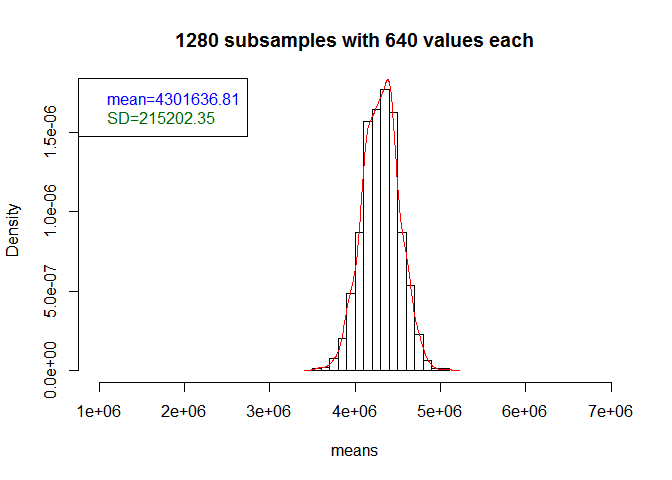 1280 subsamples with 640 values each
mean=4301636.81
SD=215202.35
Density
0.0e+00
5.0e-07
1.0e-06
1.5e-06
1e+06 2e+06 3e+06 4e+06 5e+06 6e+06 7e+06
means